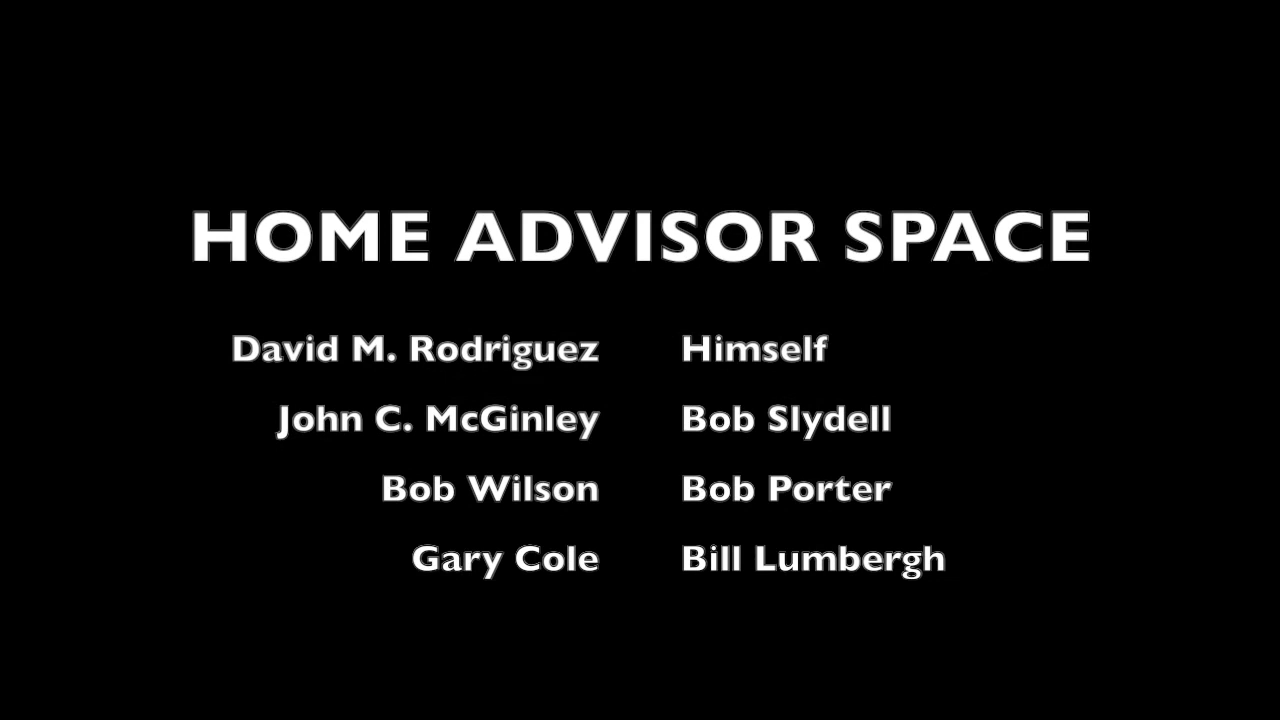 HOME ADVISOR SPACE
David M. Rodriguez Himself
John C. McGinley Bob Slydell
Bob Wilson Bob Porter
Gary Cole Bill Lumbergh